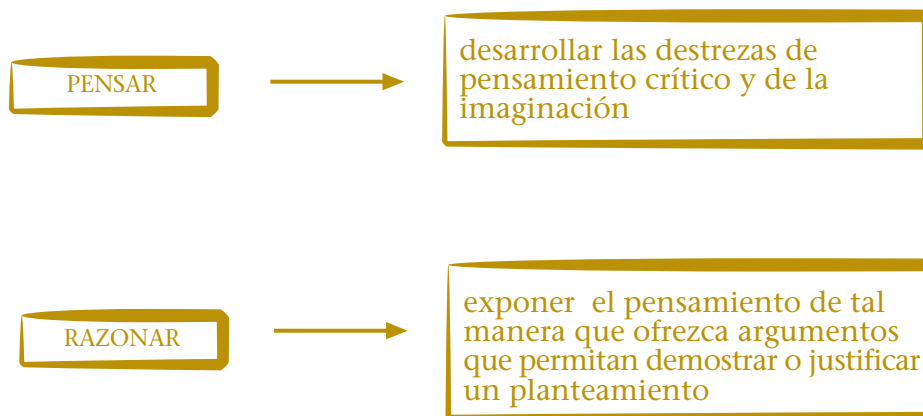 PENSAR
desarrollar las destrezas de
pensamiento crítico y de la
imaginación
RAZONAR
exponer el pensamiento de tal
manera que ofrezca argumentos
que permitan demostrar o justificar
un planteamiento